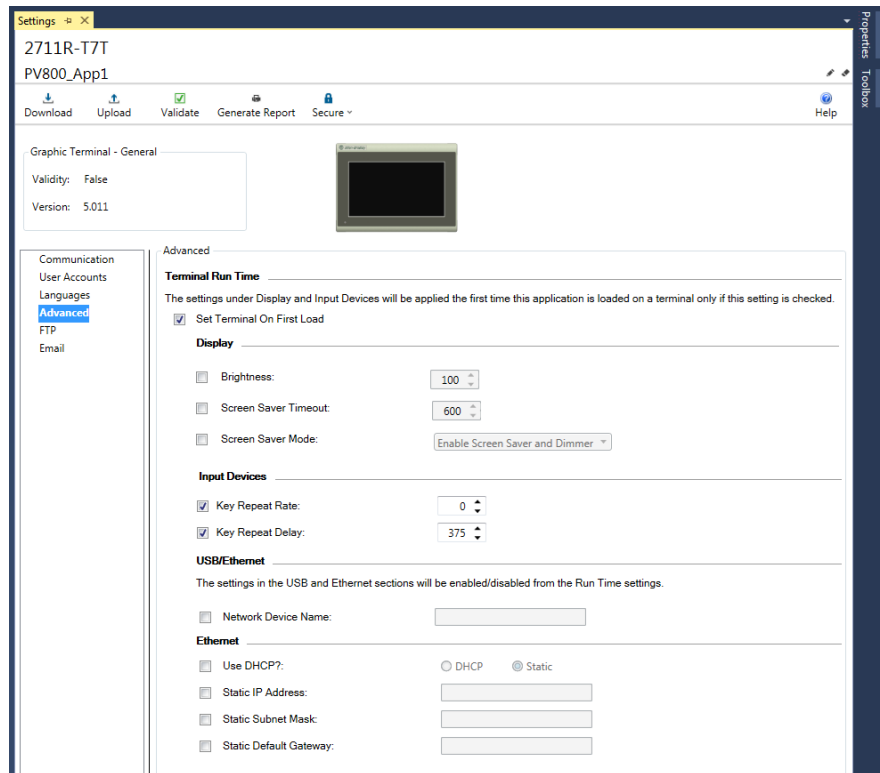 Settings
Properties
Toolbox
2711R-T7T
PV800_App1
Download Upload Validate Generate Report Secure Help
Graphic Terminal - General
Validity: False
Version: 5.011
Communication
User Accounts
Languages
Advanced
FTP
Email
Advanced
Terminal Run Time
The settings under Display and Input Devices will be applied the first time this application is loaded on a terminal only if this setting is checked.
Set Terminal On First Load
Display
Brightness: 100
Screen Saver Timeout: 600
Screen Saver Mode: Enable Screen Saver and Dimmer
Input Devices
Key Repeat Rate: 0
Key Repeat Delay: 375
USB/Ethernet
The settings in the USB and Ethernet sections will be enabled/disabled from the Run Time settings.
Network Device Name:
Ethernet
Use DHCP?: DHCP Static
Static IP Address:
Static Subnet Mask:
Static Default Gateway: